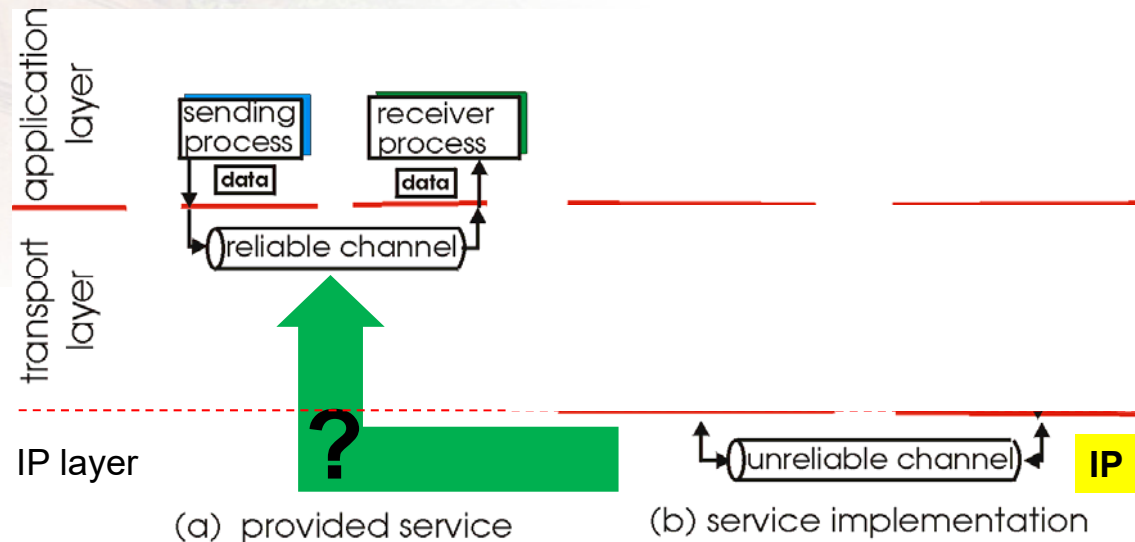 application
layer
sending
process
receiver
process
data
data
transport
layer
reliable channel
?
IP layer
unreliable channel
IP
(a) provided service
(b) service implementation